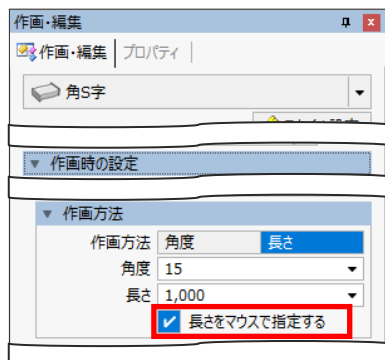 作画・編集
作画・編集 プロパティ
角S字
作画時の設定
作画方法
作画方法 角度 長さ
角度 15
長さ 1,000
長さをマウスで指定する